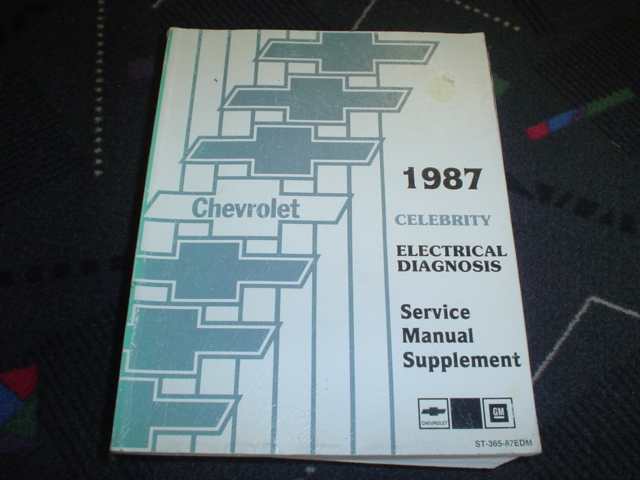 1987
Chevrolet
CELEBRITY
ELECTRICAL
DIAGNOSIS
Service
Manual
Supplement
CHEVROLET
GM
ST-365-87EDM